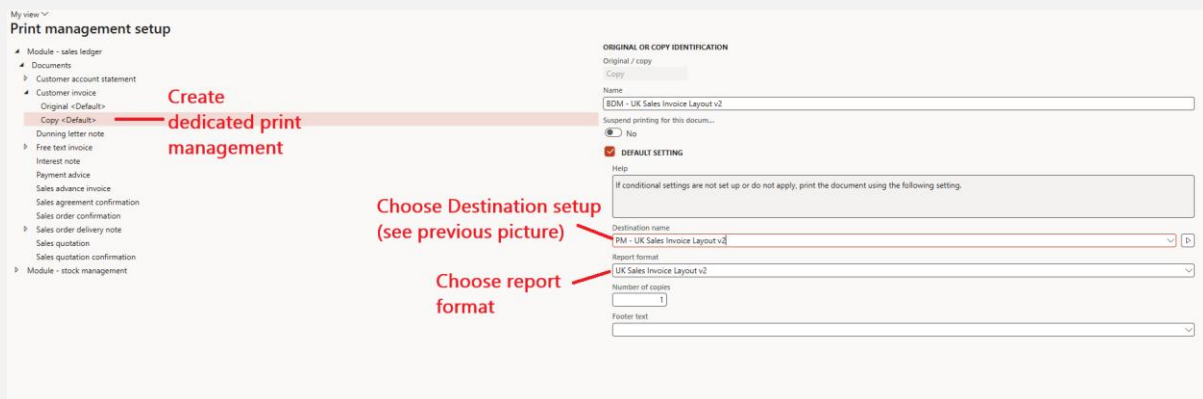 My view
Print management setup
Module - sales ledger
Documents
Customer account statement
Customer invoice
Original <Default>
Copy <Default>
Dunning letter note
Free text invoice
Interest note
Payment advice
Sales advance invoice
Sales agreement confirmation
Sales order confirmation
Sales order delivery note
Sales quotation
Sales quotation confirmation
Module - stock management
Create
dedicated print
management
Choose Destination setup
(see previous picture)
Choose report
format
ORIGINAL OR COPY IDENTIFICATION
Original / copy
Copy
Name
BDM - UK Sales Invoice Layout v2
Suspend printing for this docum...
No
DEFAULT SETTING
Help
If conditional settings are not set up or do not apply, print the document using the following setting.
Destination name
PM - UK Sales Invoice Layout v2
Report format
UK Sales Invoice Layout v2
Number of copies
1
Footer text